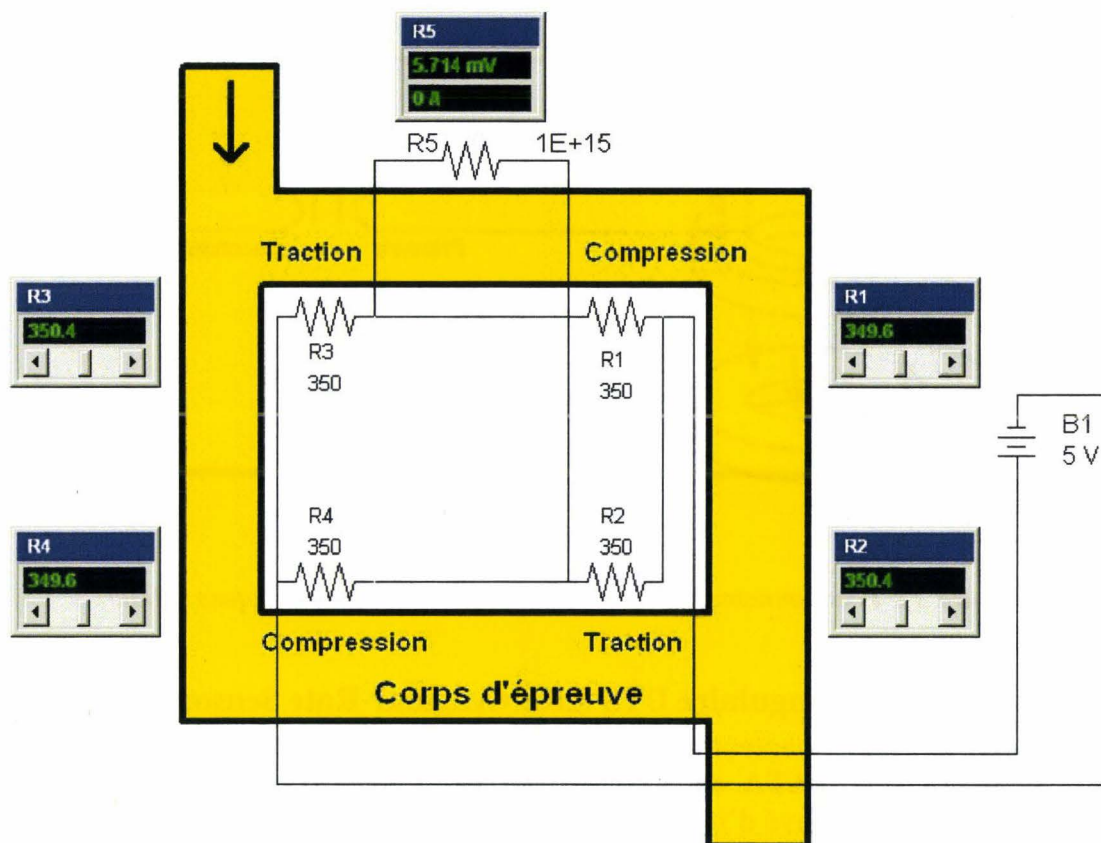 R5
5.714 mV
0 A
R5
1E+15
Traction
Compression
R3
350.4
R1
349.6
R3
350
R1
350
B1
5 V
R4
349.6
R4
350
R2
350
R2
350.4
Compression
Traction
Corps d'épreuve